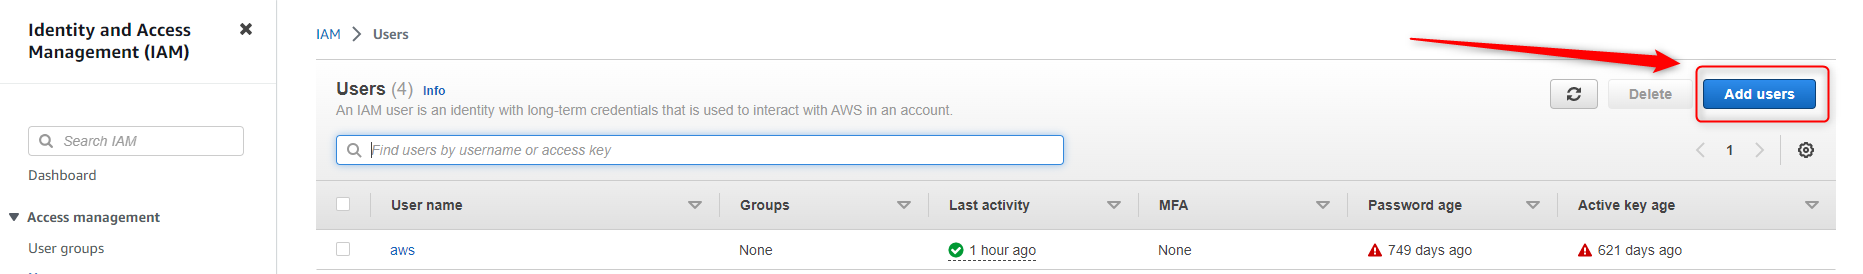 Identity and Access
Management (IAM)
Search IAM
Dashboard
Access management
User groups
IAM > Users
Users (4) Info
An IAM user is an identity with long-term credentials that is used to interact with AWS in an account.
Delete
Add users
Find users by username or access key
1
User name Groups Last activity MFA Password age Active key age
aws None 1 hour ago None 749 days ago 621 days ago